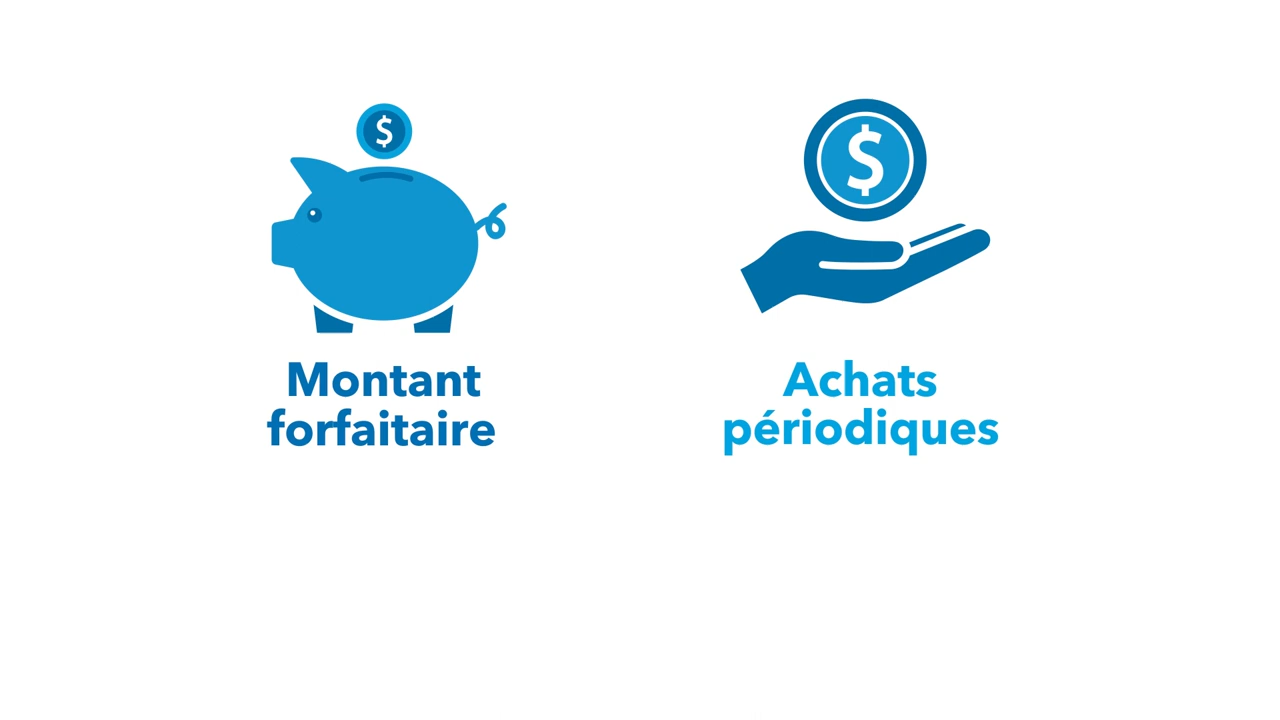 $
$
Montant
forfaitaire
Achats
périodiques